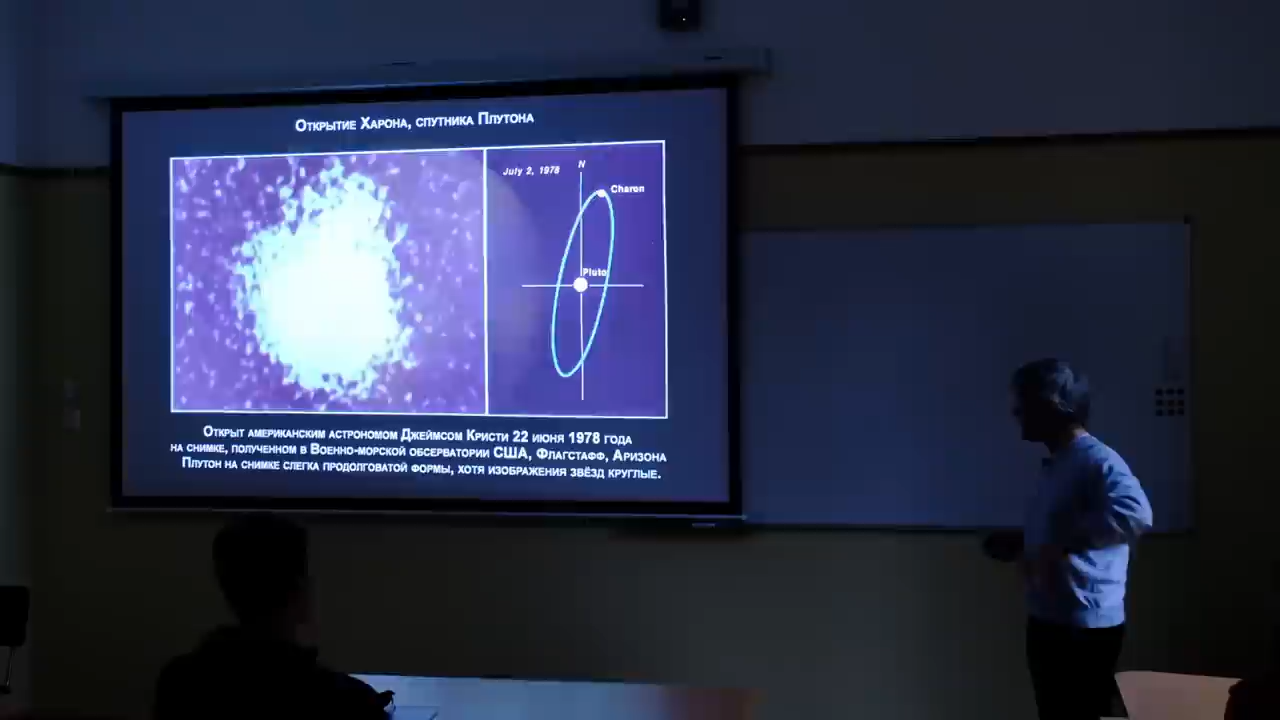 Открытие Харона, спутника Плутона
July 2, 1978
N
Charon
Pluto
Открыт американским астрономом Джеймсом Кристи 22 июня 1978 года
на снимке, полученном в Военно-морской обсерватории США, Флагстафф, Аризона
Плутон на снимке слегка продолговатой формы, хотя изображения звёзд круглые.